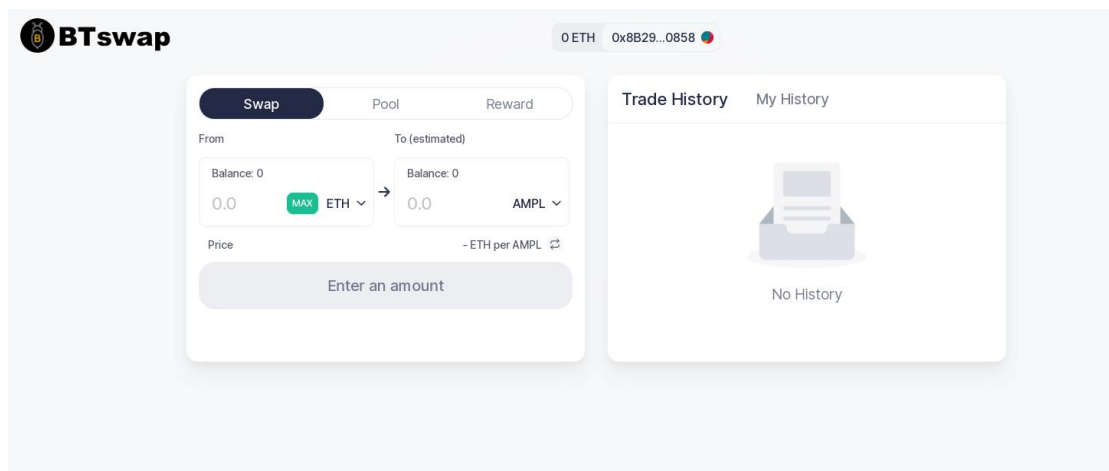 BTswap
0 ETH 0x8B29...0858
Swap Pool Reward
From To (estimated)
Balance: 0 Balance: 0
0.0 MAX ETH 0.0 AMPL
Price - ETH per AMPL
Enter an amount
Trade History My History
No History